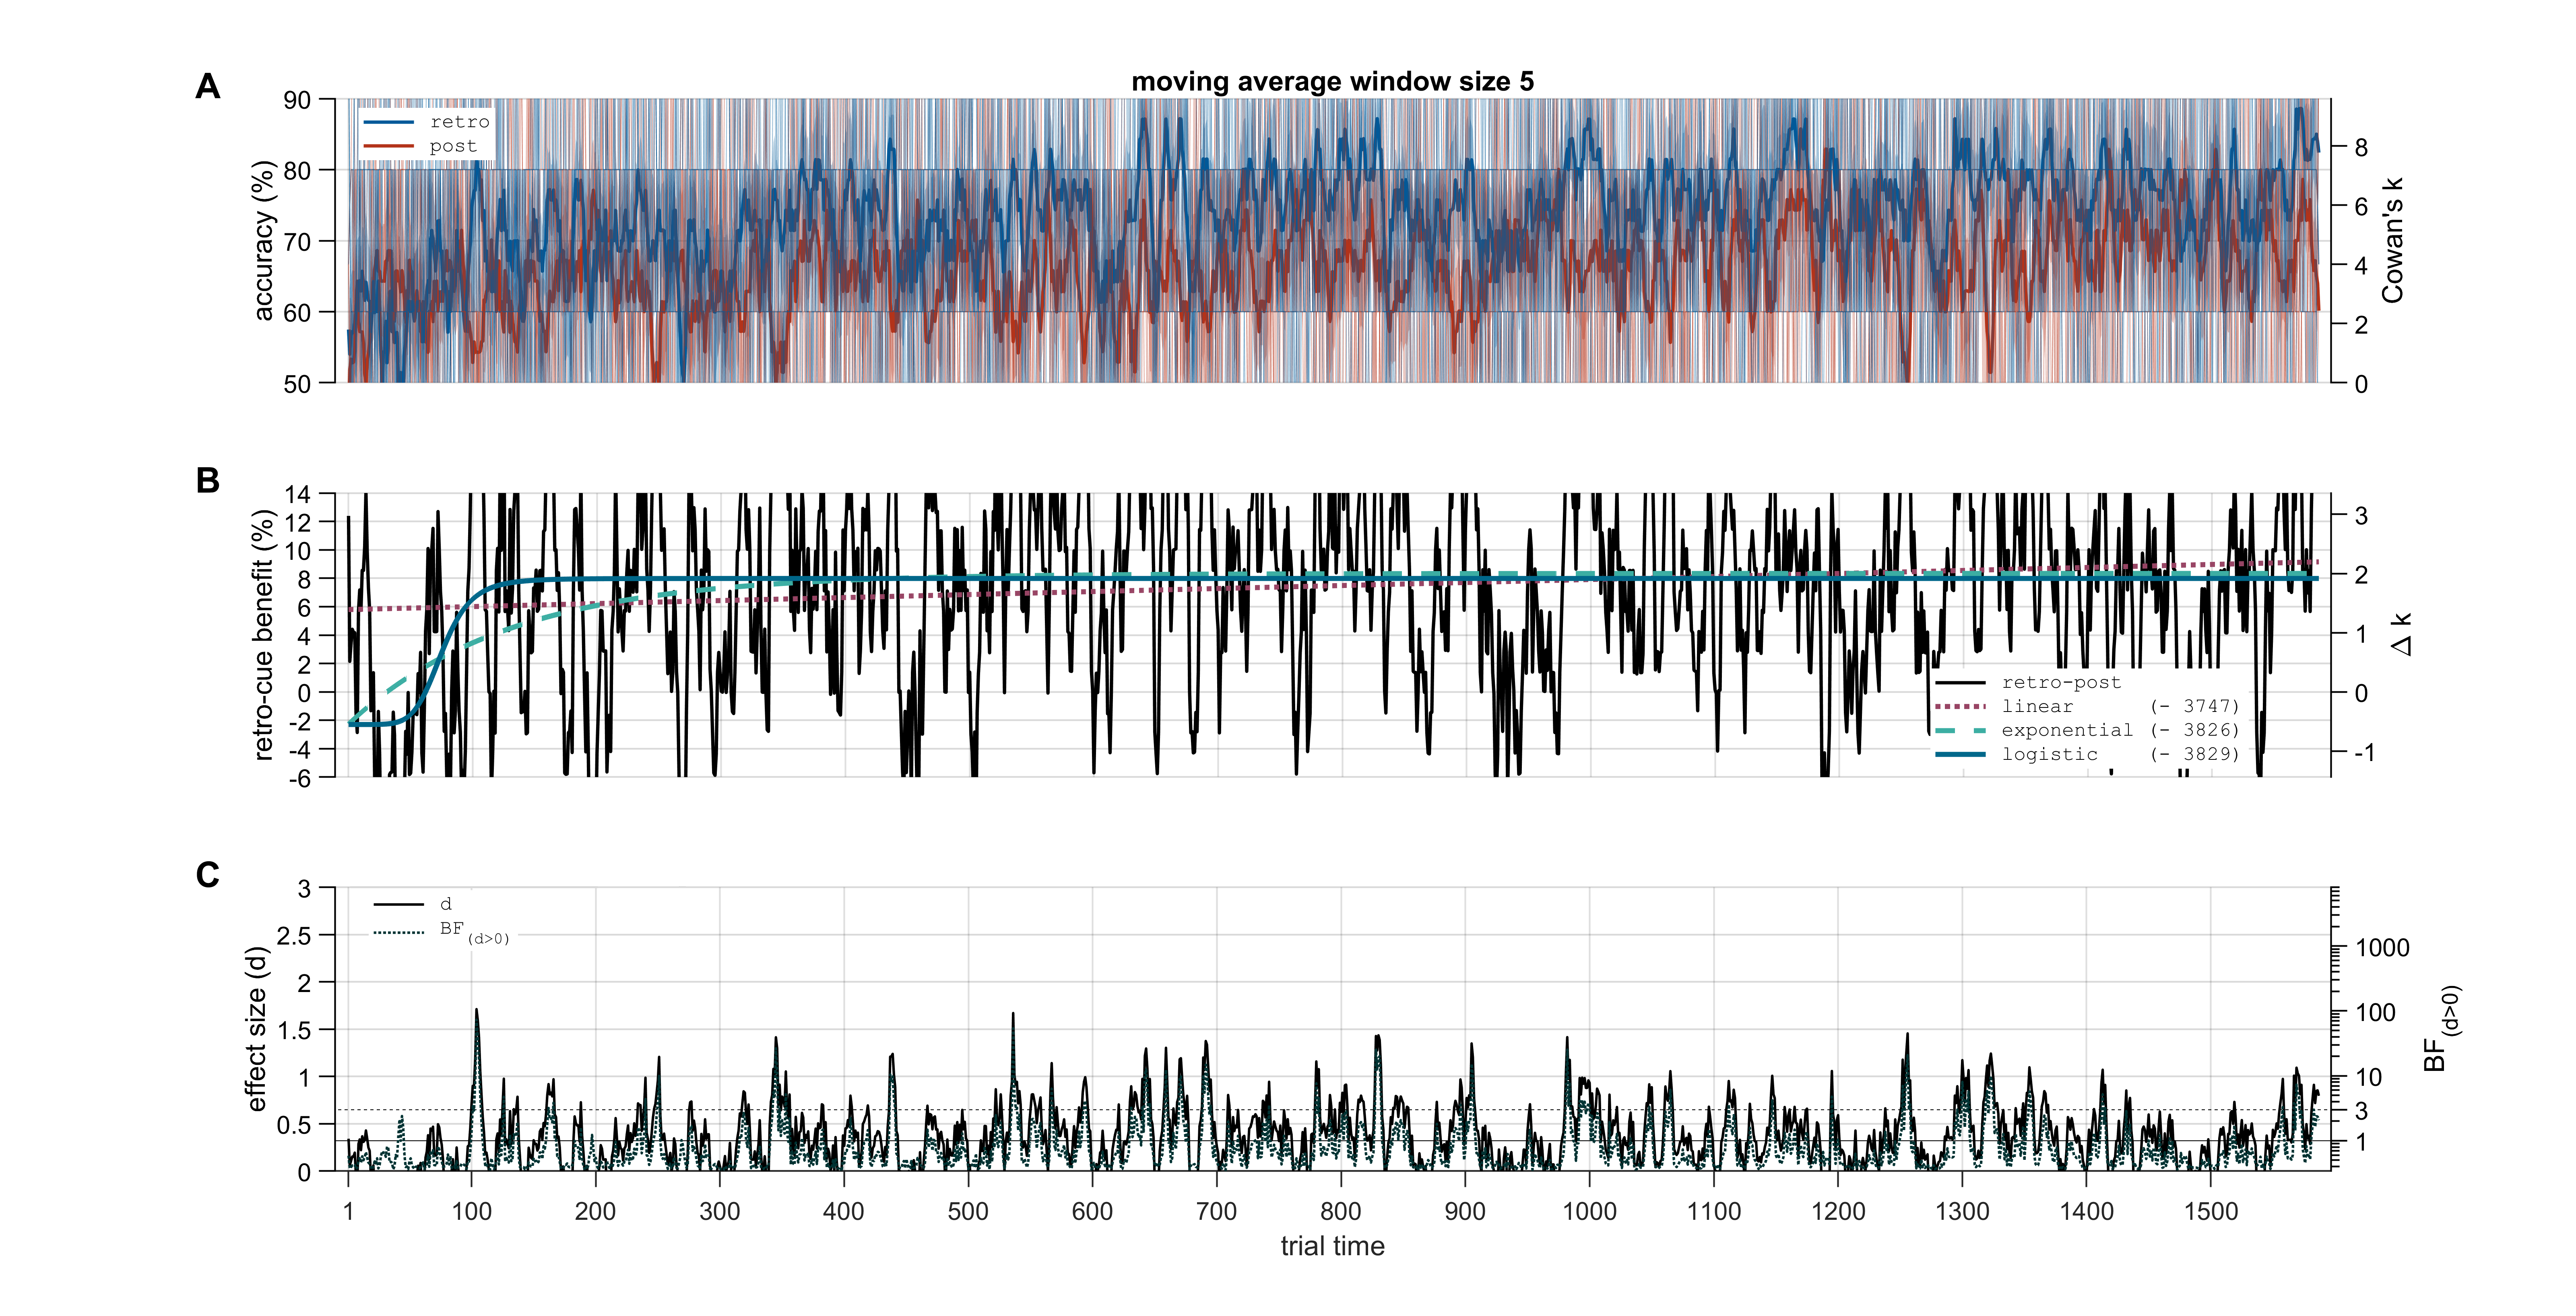 moving average window size 5
A
90
80
70
60
50
accuracy (%)
retro
post
8
6
4
2
0
Cowan's k
B
14
12
10
8
6
4
2
0
-2
-4
-6
retro-cue benefit (%)
3
2
1
0
-1
Δ k
retro-post
linear (- 3747)
exponential (- 3826)
logistic (- 3829)
C
3
2.5
2
1.5
1
0.5
0
effect size (d)
d
BF(d>0)
1000
100
10
3
1
BF(d>0)
1 100 200 300 400 500 600 700 800 900 1000 1100 1200 1300 1400 1500
trial time